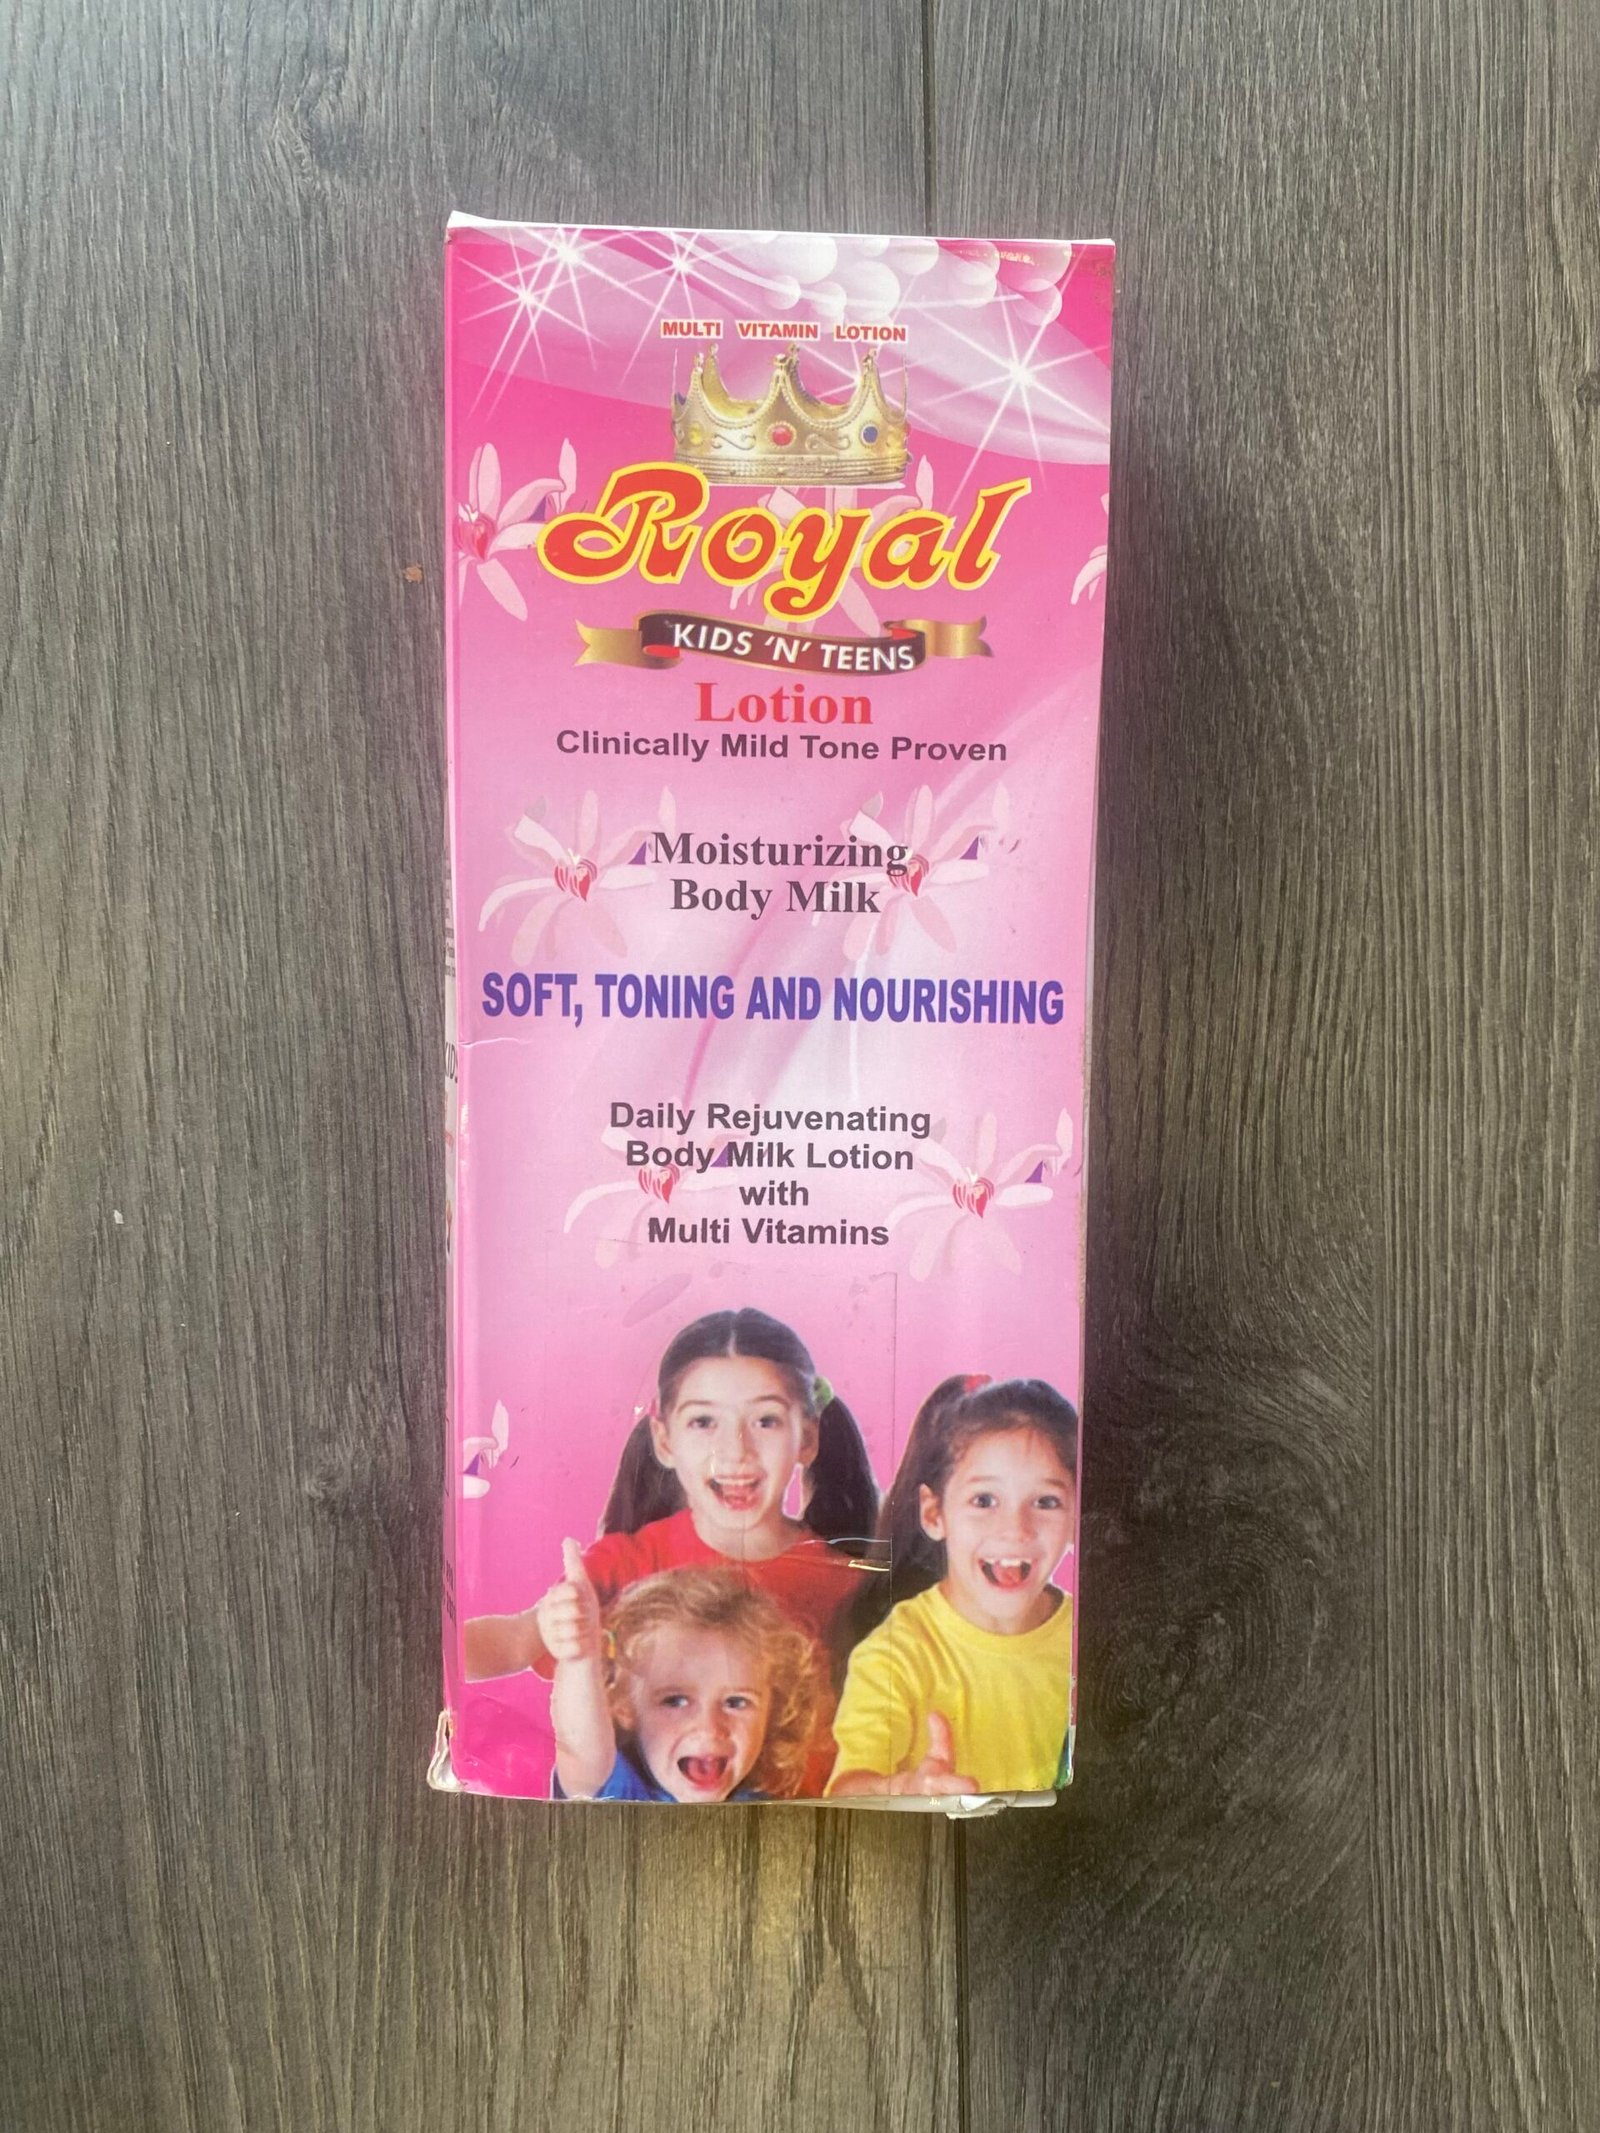 MULTI VITAMIN LOTION
Royal
KIDS 'N' TEENS
Lotion
Clinically Mild Tone Proven
Moisturizing
Body Milk
SOFT, TONING AND NOURISHING
Daily Rejuvenating
Body Milk Lotion
with
Multi Vitamins